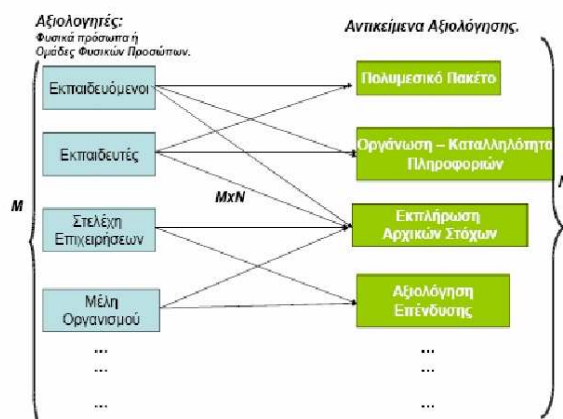 Αξιολογητές:
Φυσικά πρόσωπα ή
Ομάδες Φυσικών Προσώπων.
Αντικείμενα Αξιολόγησης.
Εκπαιδευόμενοι
Πολυμεσικό Πακέτο
Εκπαιδευτές
Οργάνωση – Καταλληλότητα
Πληροφοριών
M
MxN
Στελέχη
Επιχειρήσεων
Εκπλήρωση
Αρχικών Στόχων
Μέλη
Οργανισμού
Αξιολόγηση
Επένδυσης
... ...
... ...
... ...